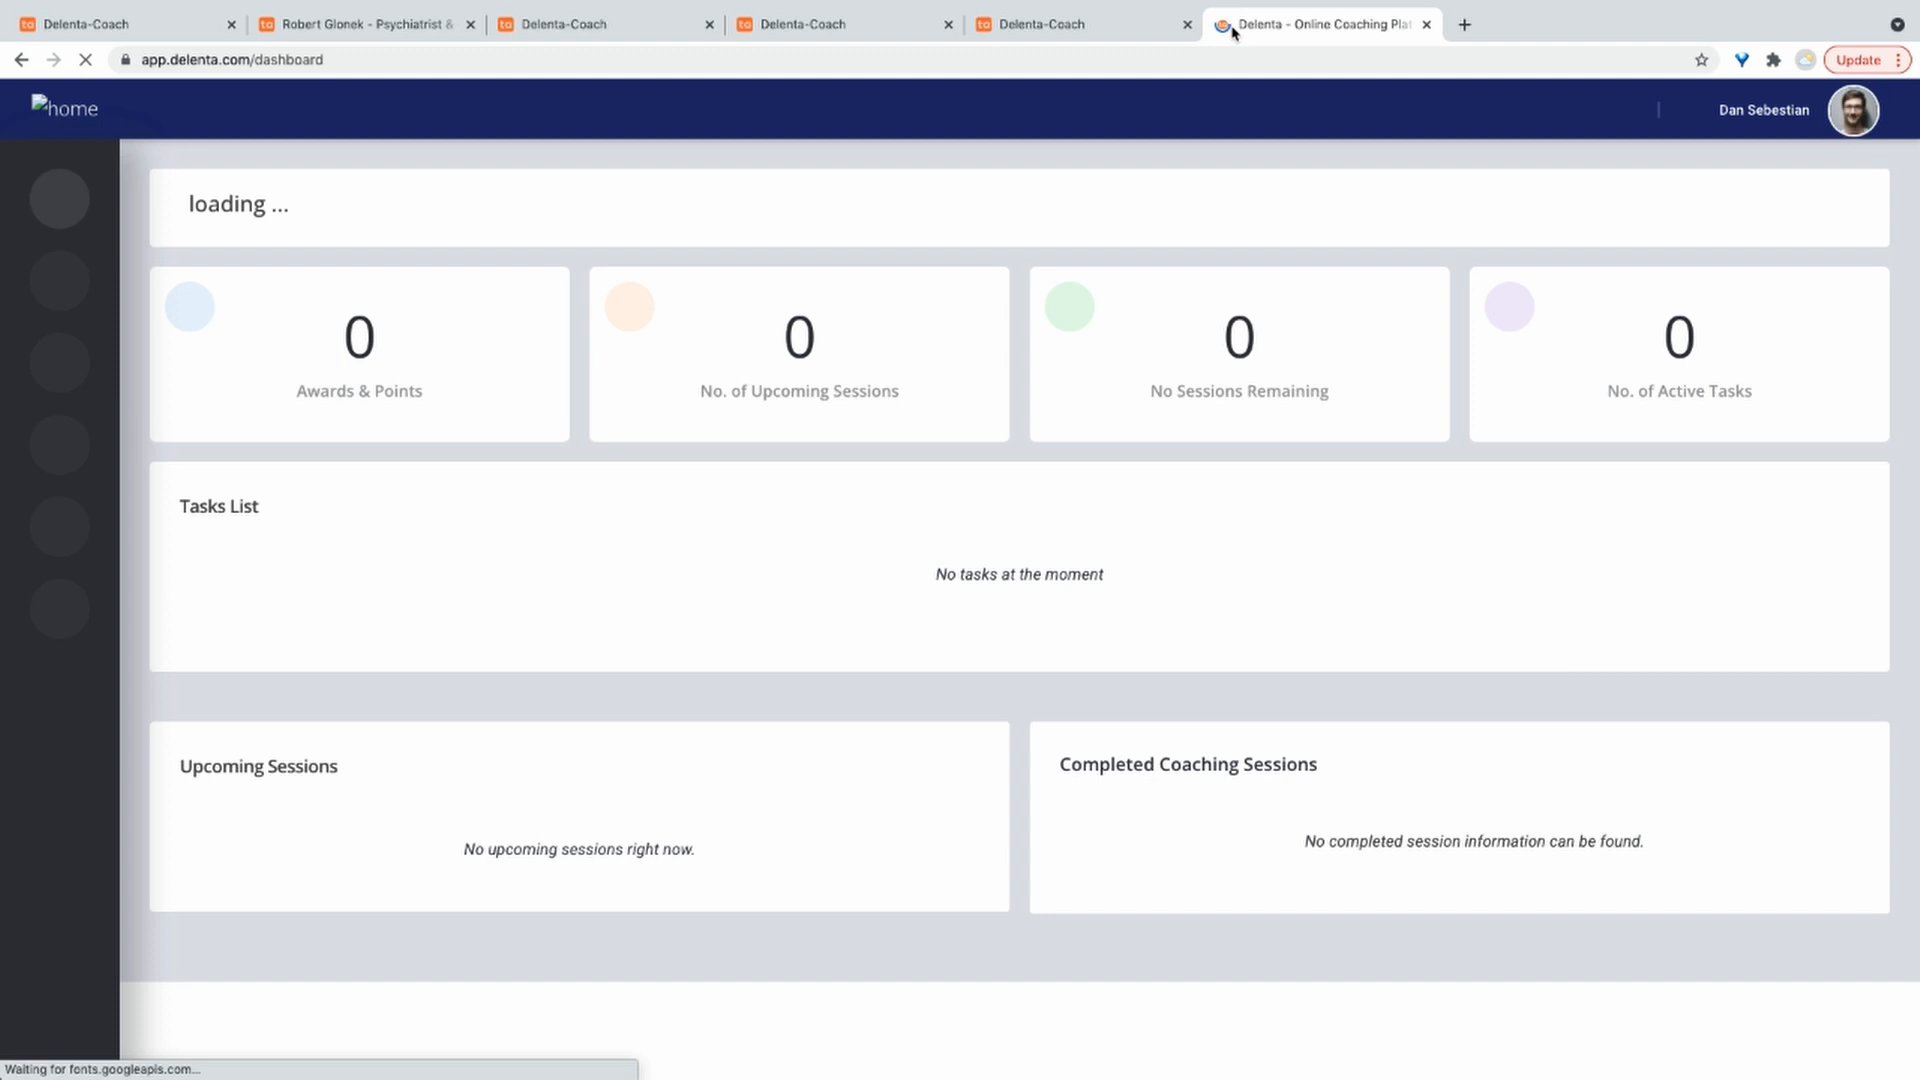 Delenta-Coach
Robert Glonek - Psychiatrist &
Delenta-Coach
Delenta-Coach
Delenta-Coach
Delenta - Online Coaching Plat
app.delenta.com/dashboard
Update
home
Dan Sebestian
loading ...
0
Awards & Points
0
No. of Upcoming Sessions
0
No Sessions Remaining
0
No. of Active Tasks
Tasks List
No tasks at the moment
Upcoming Sessions
No upcoming sessions right now.
Completed Coaching Sessions
No completed session information can be found.
Waiting for fonts.googleapis.com...